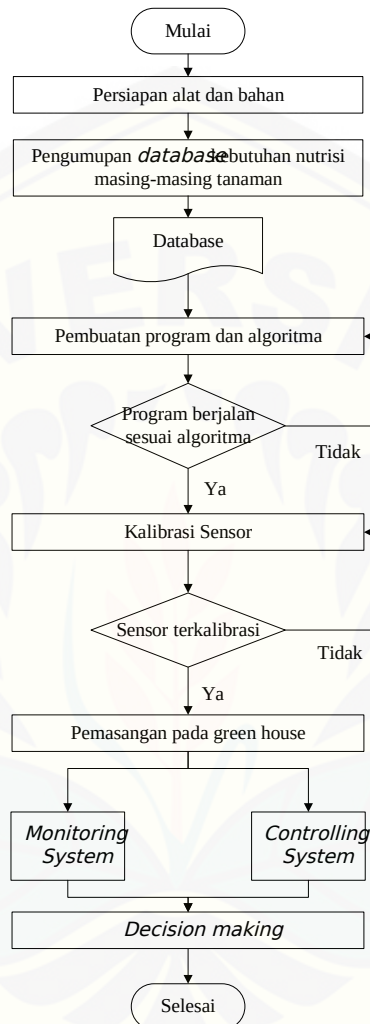 Mulai
Persiapan alat dan bahan
Pengumupan database kebutuhan nutrisi
masing-masing tanaman
Database
Pembuatan program dan algoritma
Program berjalan
sesuai algoritma
Tidak
Ya
Kalibrasi Sensor
Sensor terkalibrasi
Tidak
Ya
Pemasangan pada green house
Monitoring
System
Controlling
System
Decision making
Selesai